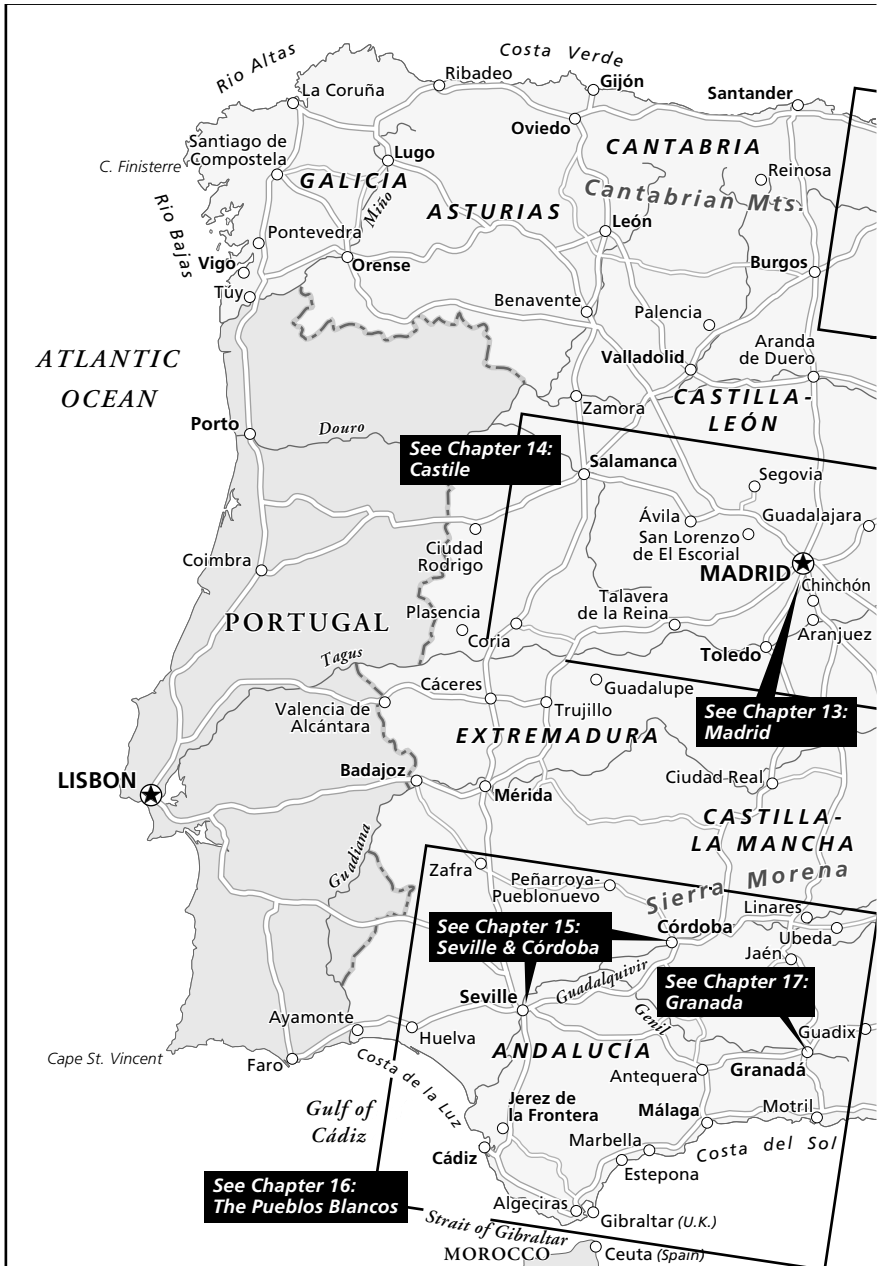 Costa Verde
Rio Altas
Ribadeo
Gijón
La Coruña
Santander
Oviedo
CANTABRIA
Santiago de
Compostela
Lugo
C. Finisterre
GALICIA
Reinosa
Cantabrian Mts.
Miño
ASTURIAS
Rio Bajas
Pontevedra
León
Vigo
Orense
Burgos
Túy
Benavente
Palencia
Aranda
de Duero
ATLANTIC
OCEAN
Valladolid
Zamora
CASTILLA-
LEÓN
Porto
Douro
See Chapter 14:
Castile
Salamanca
Segovia
Ávila
Guadalajara
San Lorenzo
de El Escorial
Ciudad
Rodrigo
Coimbra
MADRID
Chinchón
Talavera
de la Reina
Plasencia
PORTUGAL
Coria
Aranjuez
Toledo
Tagus
Cáceres
Guadalupe
Valencia de
Alcántara
Trujillo
See Chapter 13:
Madrid
EXTREMADURA
LISBON
Badajoz
Ciudad Real
Mérida
CASTILLA-
LA MANCHA
Guadiana
Zafra
Peñarroya-
Pueblonuevo
Sierra Morena
Linares
See Chapter 15:
Seville & Córdoba
Córdoba
Ubeda
Jaén
Guadalquivir
See Chapter 17:
Granada
Seville
Genil
Ayamonte
Huelva
Guadix
ANDALUCÍA
Cape St. Vincent
Faro
Costa de la Luz
Antequera
Granadá
Gulf of
Cádiz
Jerez de
la Frontera
Málaga
Motril
Marbella
Costa del Sol
Cádiz
Estepona
See Chapter 16:
The Pueblos Blancos
Algeciras
Gibraltar (U.K.)
Strait of Gibraltar
MOROCCO
Ceuta (Spain)